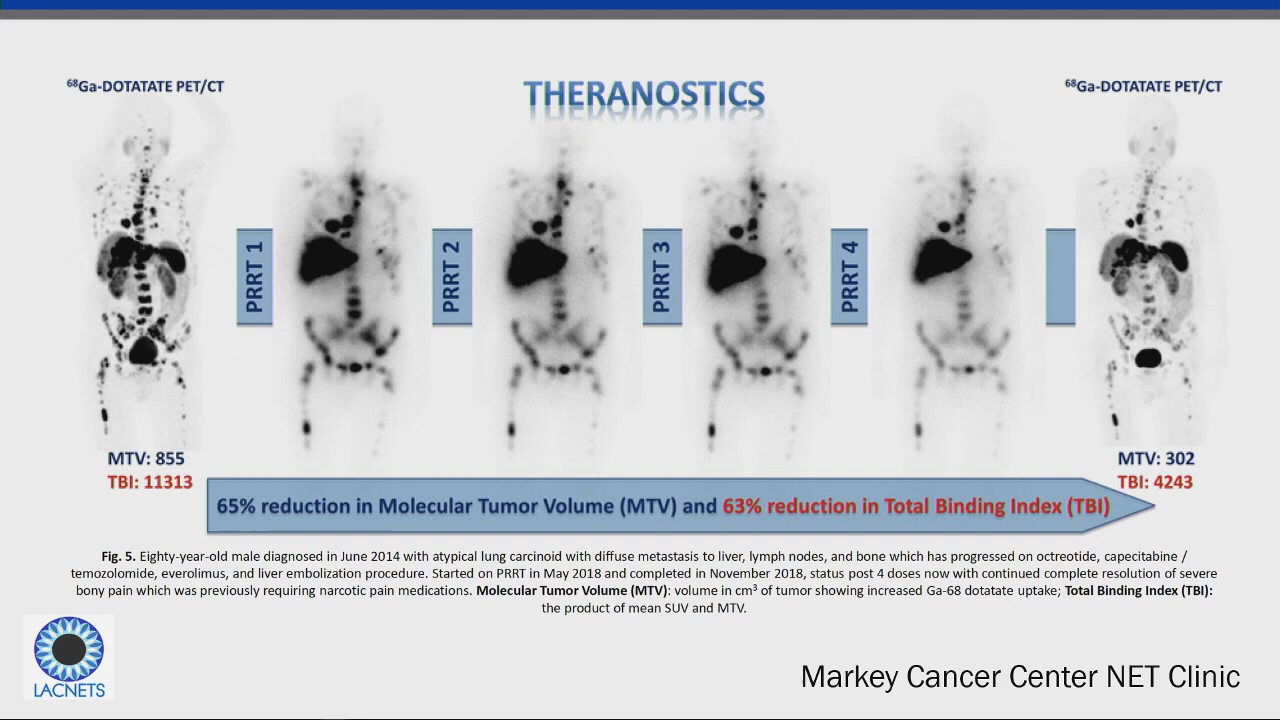 ⁶⁸Ga-DOTATATE PET/CT
THERANOSTICS
⁶⁸Ga-DOTATATE PET/CT
PRRT 1
PRRT 2
PRRT 3
PRRT 4
MTV: 855
TBI: 11313
MTV: 302
TBI: 4243
65% reduction in Molecular Tumor Volume (MTV) and 63% reduction in Total Binding Index (TBI)
Fig. 5. Eighty-year-old male diagnosed in June 2014 with atypical lung carcinoid with diffuse metastasis to liver, lymph nodes, and bone which has progressed on octreotide, capecitabine /
temozolomide, everolimus, and liver embolization procedure. Started on PRRT in May 2018 and completed in November 2018, status post 4 doses now with continued complete resolution of severe
bony pain which was previously requiring narcotic pain medications. Molecular Tumor Volume (MTV): volume in cm³ of tumor showing increased Ga-68 dotatate uptake; Total Binding Index (TBI):
the product of mean SUV and MTV.
LACNETS
Markey Cancer Center NET Clinic